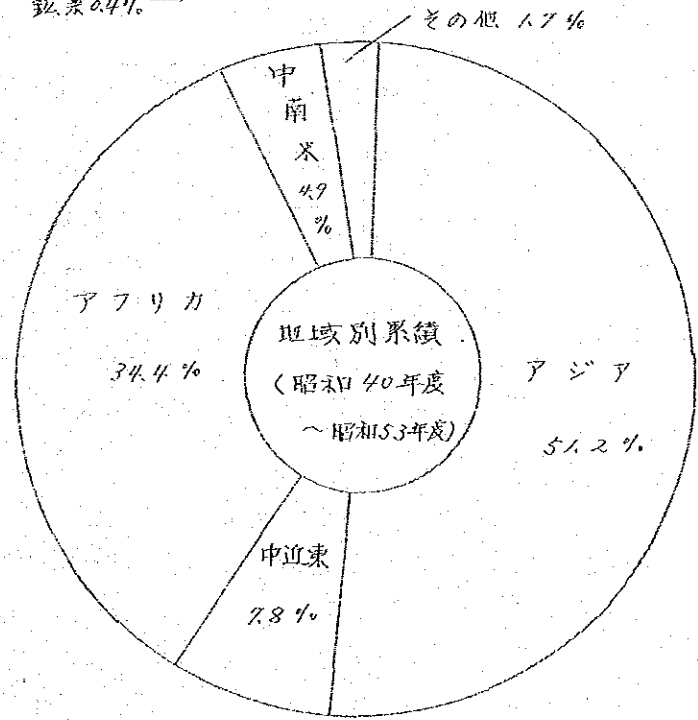 鉱業0.4%
その他 1.7%
中南米 4.9%
アフリカ
34.4%
地域別累積
(昭和40年度
～昭和53年度)
アジア
51.2%
中近東
7.8%